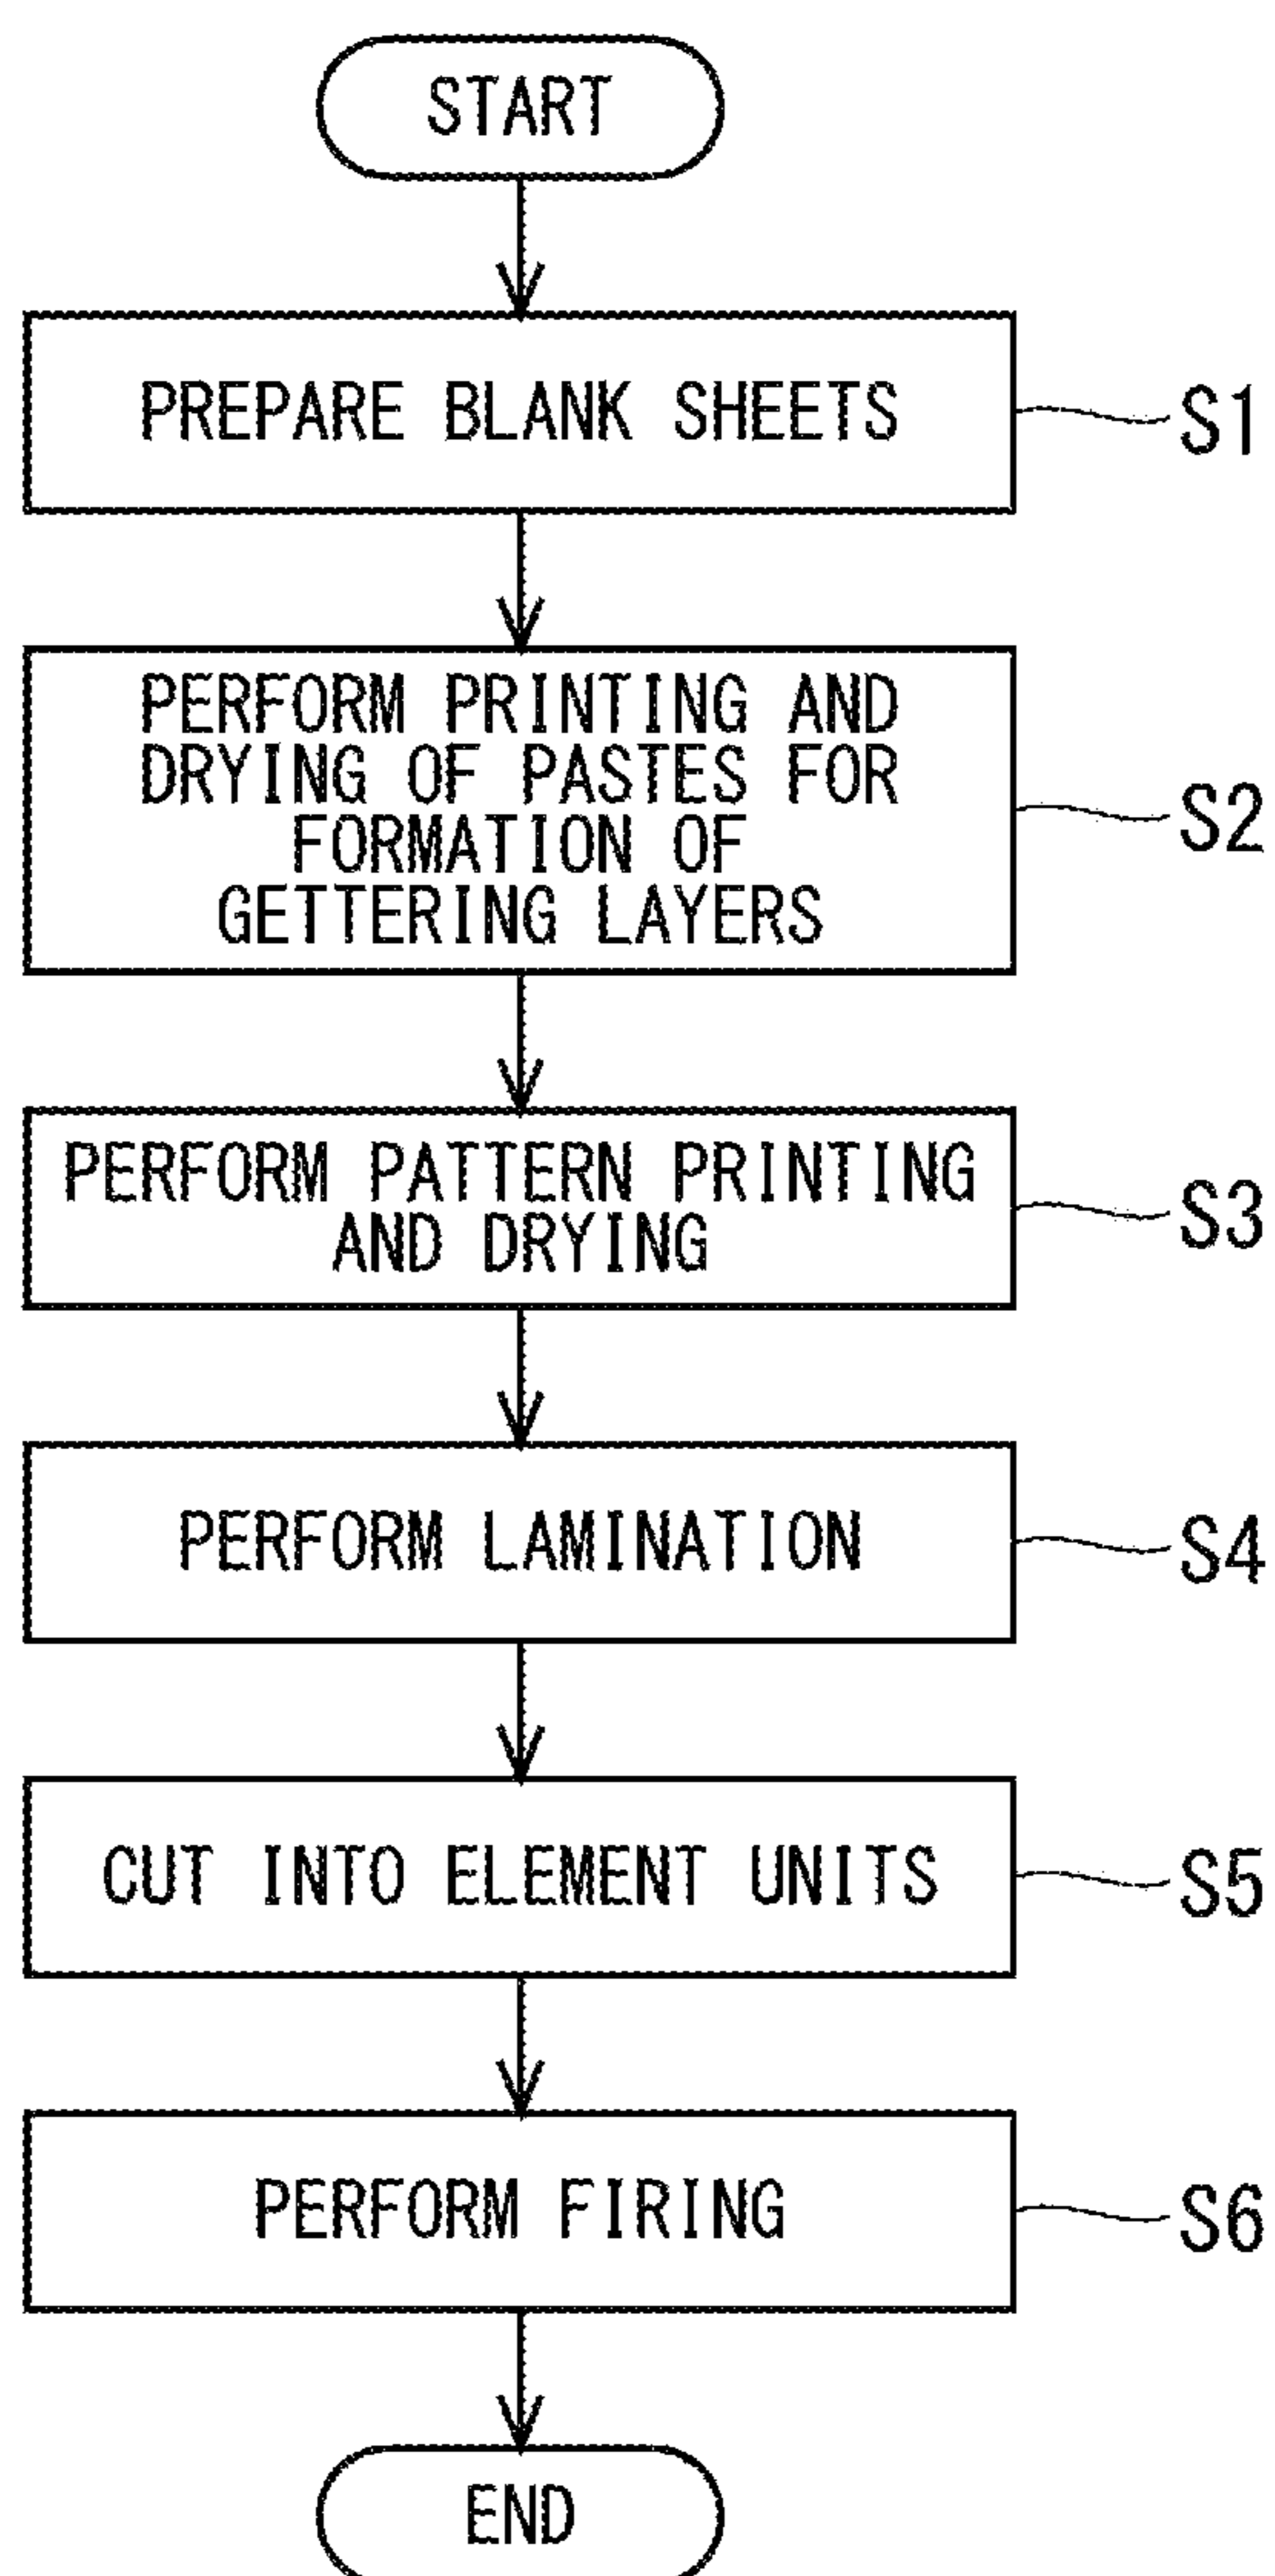 START
PREPARE BLANK SHEETS
S1
PERFORM PRINTING AND
DRYING OF PASTES FOR
FORMATION OF
GETTERING LAYERS
S2
PERFORM PATTERN PRINTING
AND DRYING
S3
PERFORM LAMINATION
S4
CUT INTO ELEMENT UNITS
S5
PERFORM FIRING
S6
END